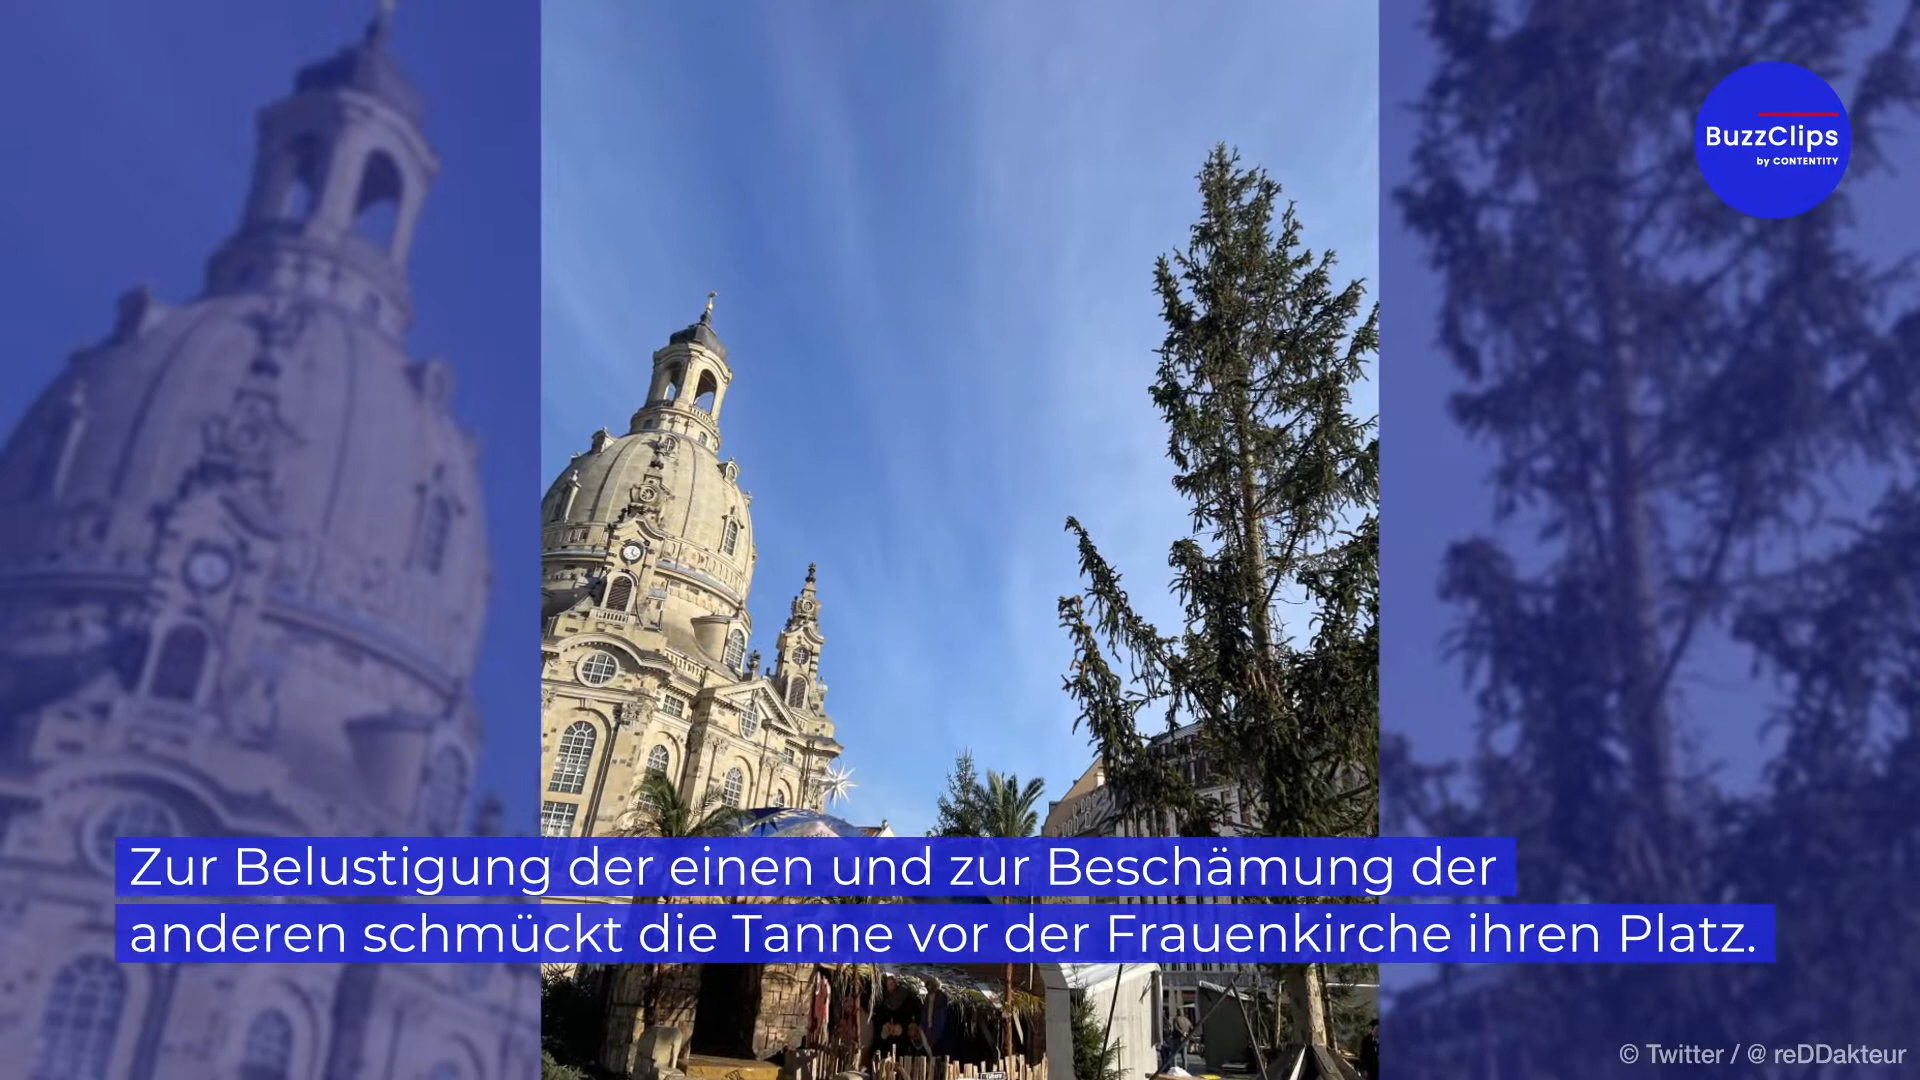 BuzzClips
by CONTENTITY
Zur Belustigung der einen und zur Beschämung der
anderen schmückt die Tanne vor der Frauenkirche ihren Platz.
© Twitter / @ reDDakteur